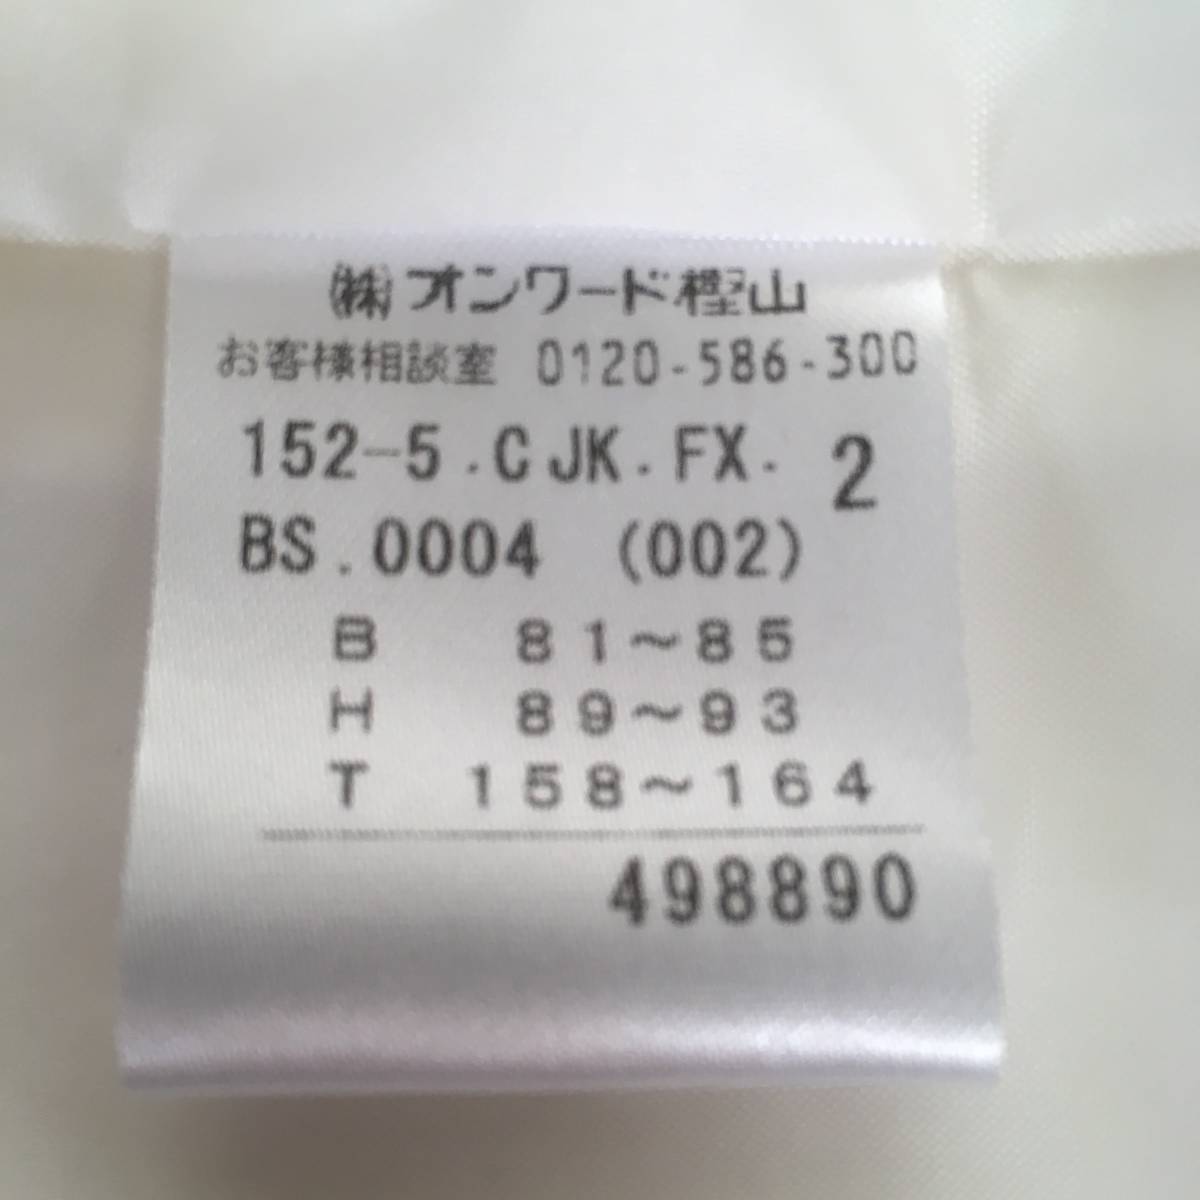 ㈱オンワード樫山
お客様相談室 0120-586-300
152-5.CJK.FX. 2
BS.0004 (002)
B 81～85
H 89～93
T 158～164
498890